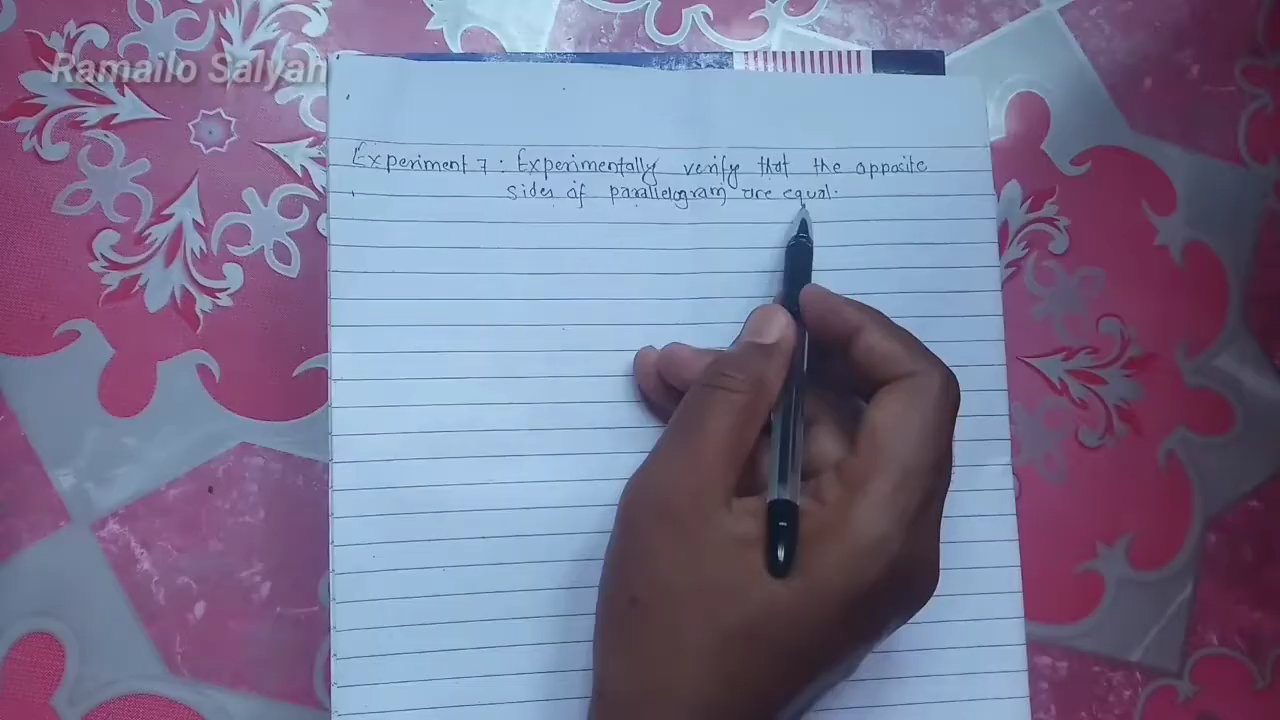 Ramailo Salyan
Experiment 7 : Experimentally verify that the opposite
sides of parallelogram are equal.